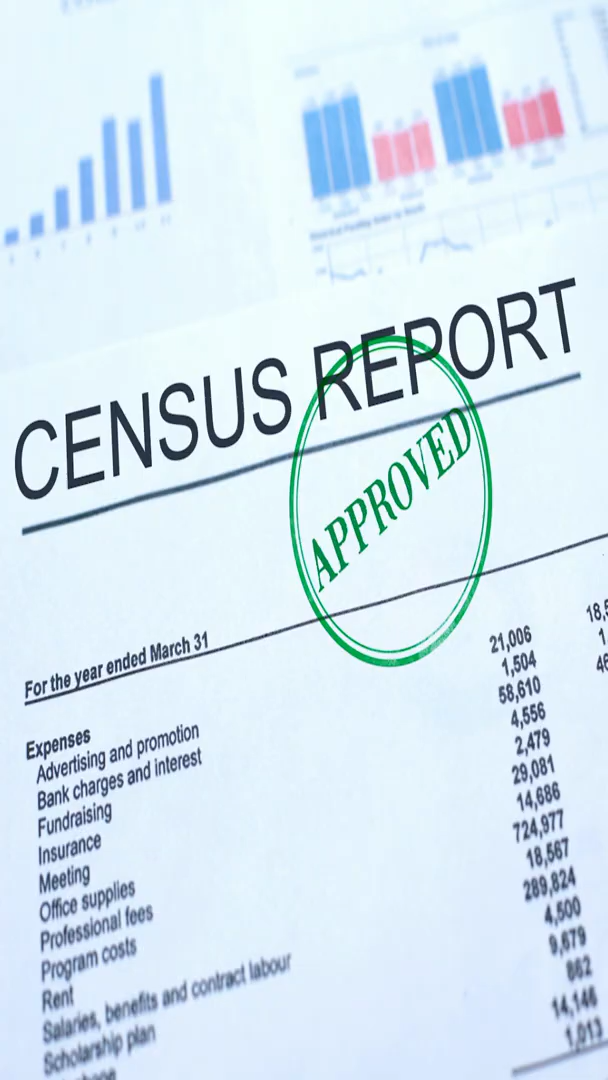 CENSUS REPORT
APPROVED
For the year ended March 31
Expenses
Advertising and promotion 21,006 18,
Bank charges and interest 1,504 1
Fundraising 58,610 46
Insurance 4,556
Meeting 2,479
Office supplies 29,081
Professional fees 14,686
Program costs 724,977
Rent 18,567
Salaries, benefits and contract labour 289,824
Scholarship plan 4,500
9,679
862
14,146
1,013